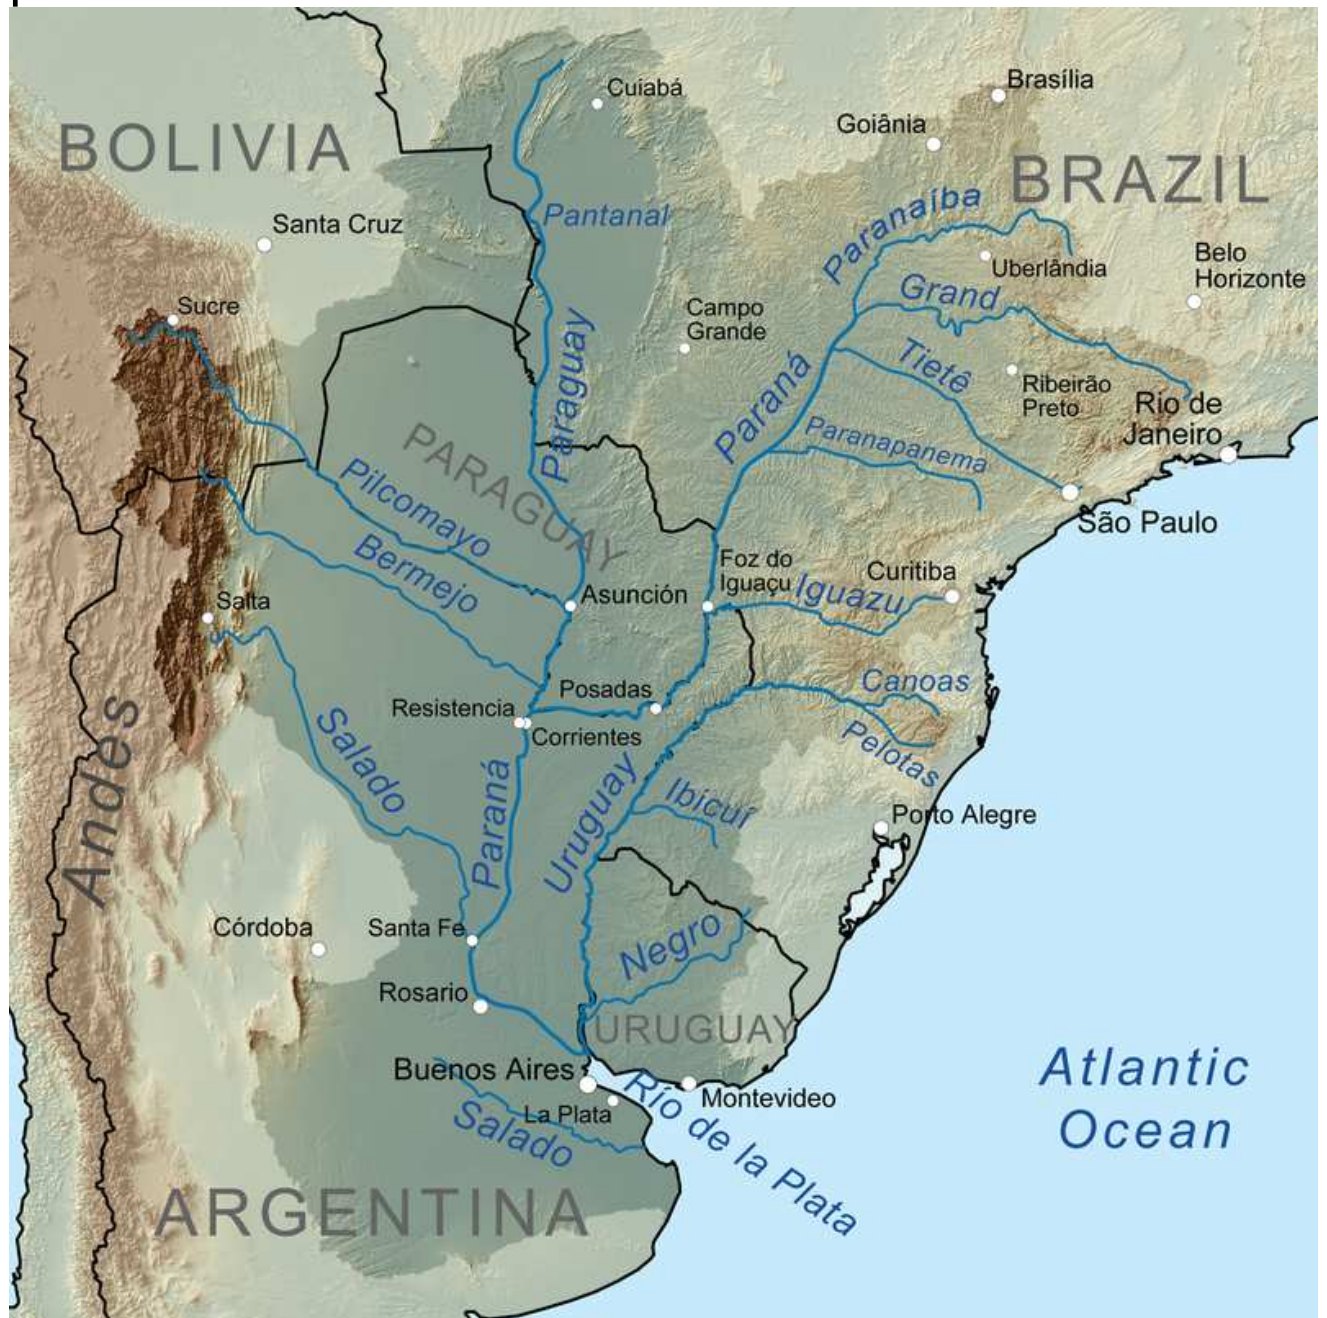 Cuiabá
Brasília
Goiânia
BOLIVIA
BRAZIL
Santa Cruz
Pantanal
Paranaíba
Uberlândia
Belo
Horizonte
Sucre
Campo
Grande
Grand
Paraguay
Paraná
Tietê
Ribeirão
Preto
Rio de
Janeiro
PARAGUAY
Paranapanema
Pilcomayo
São Paulo
Bermejo
Foz do
Iguaçu
Curitiba
Iguazu
Asunción
Salta
Andes
Posadas
Canoas
Resistencia
Corrientes
Pelotas
Salado
Paraná
Uruguay
Ibicuí
Porto Alegre
Córdoba
Santa Fe
Negro
Rosario
URUGUAY
Buenos Aires
Montevideo
La Plata
Río de la Plata
Salado
Atlantic
Ocean
ARGENTINA